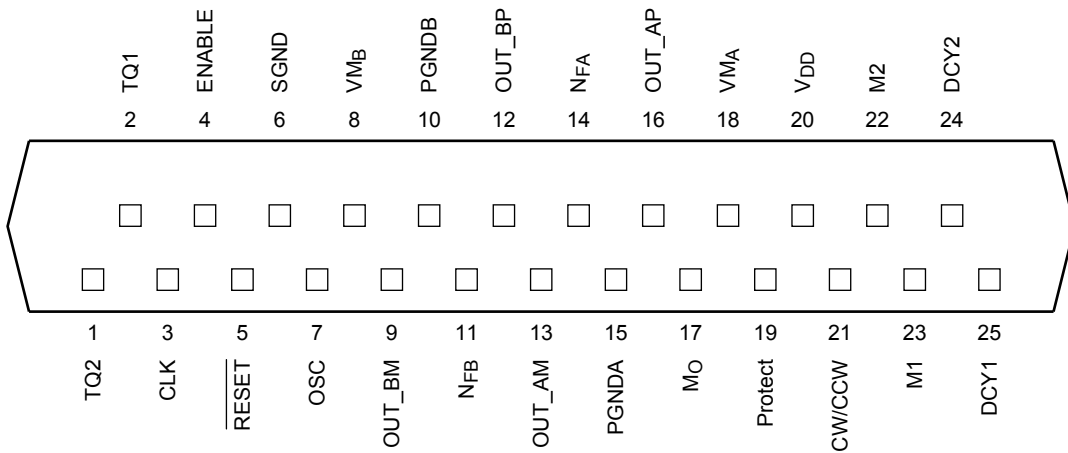 TQ1 ENABLE SGND VMB PGNDB OUT_BP NFA OUT_AP VMA VDD M2 DCY2
2 4 6 8 10 12 14 16 18 20 22 24
1 3 5 7 9 11 13 15 17 19 21 23 25
TQ2 CLK RESET OSC OUT_BM NFB OUT_AM PGNDA MO Protect CW/CCW M1 DCY1